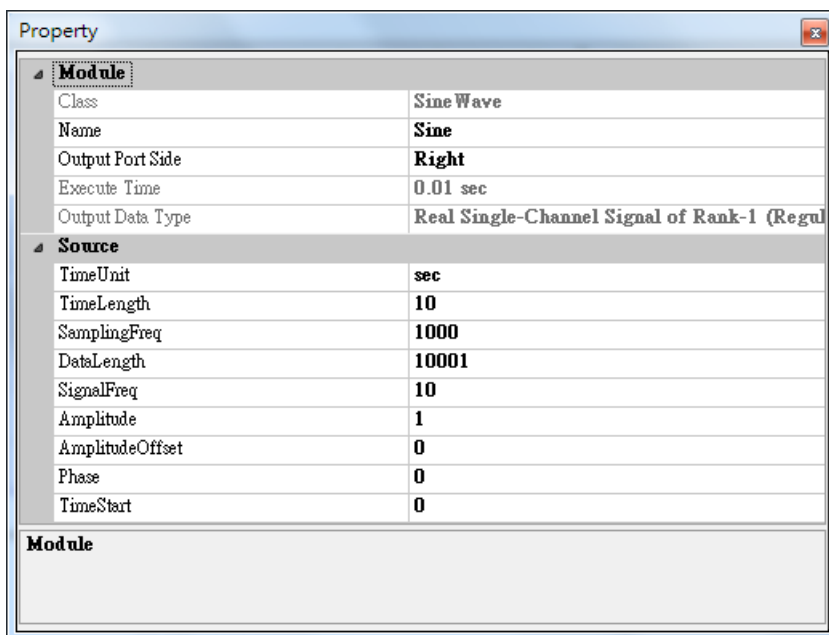 Property
Module
Class SineWave
Name Sine
Output Port Side Right
Execute Time 0.01 sec
Output Data Type Real Single-Channel Signal of Rank-1 (Regul
Source
TimeUnit sec
TimeLength 10
SamplingFreq 1000
DataLength 10001
SignalFreq 10
Amplitude 1
AmplitudeOffset 0
Phase 0
TimeStart 0
Module